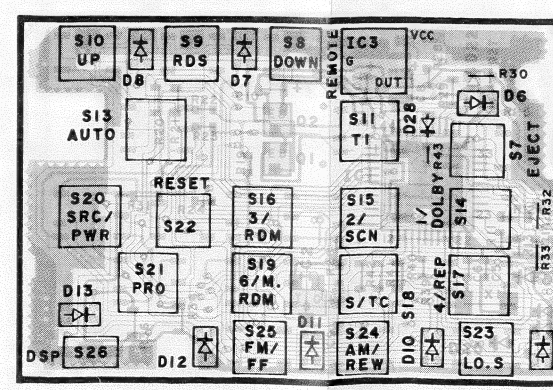 S10
UP
D8
S9
RDS
D7
S8
DOWN
REMOTE
IC3
G
OUT
VCC
R30
D6
S13
AUTO
S11
TI
D28
R43
S7
EJECT
RESET
S20
SRC/
PWR
S22
S16
3/
RDM
S15
2/
SCN
1/
DOLBY
S14
R32
S21
PRO
S19
6/M.
RDM
S/TC
S18
4/REP
S17
R33
D13
DSP
S26
D12
S25
FM/
FF
D11
S24
AM/
REW
D10
S23
LO.S